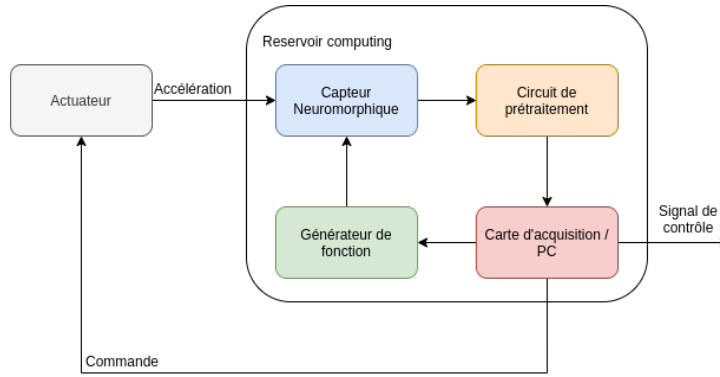 Reservoir computing
Actuateur
Accélération
Capteur
Neuromorphique
Circuit de
prétraitement
Générateur de
fonction
Carte d'acquisition /
PC
Signal de
contrôle
Commande